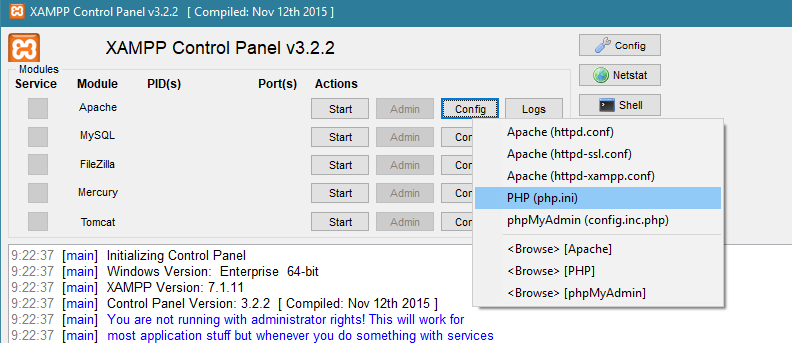 XAMPP Control Panel v3.2.2 [ Compiled: Nov 12th 2015 ]
XAMPP Control Panel v3.2.2
Config
Netstat
Shell
Modules
Service Module PID(s) Port(s) Actions
Apache Start Admin Config Logs
MySQL Start Admin Con
FileZilla Start Admin Con
Mercury Start Admin Con
Tomcat Start Admin Con
Apache (httpd.conf)
Apache (httpd-ssl.conf)
Apache (httpd-xampp.conf)
PHP (php.ini)
phpMyAdmin (config.inc.php)
<Browse> [Apache]
<Browse> [PHP]
<Browse> [phpMyAdmin]
9:22:37 [main] Initializing Control Panel
9:22:37 [main] Windows Version: Enterprise 64-bit
9:22:37 [main] XAMPP Version: 7.1.11
9:22:37 [main] Control Panel Version: 3.2.2 [ Compiled: Nov 12th 2015 ]
9:22:37 [main] You are not running with administrator rights! This will work for
9:22:37 [main] most application stuff but whenever you do something with services